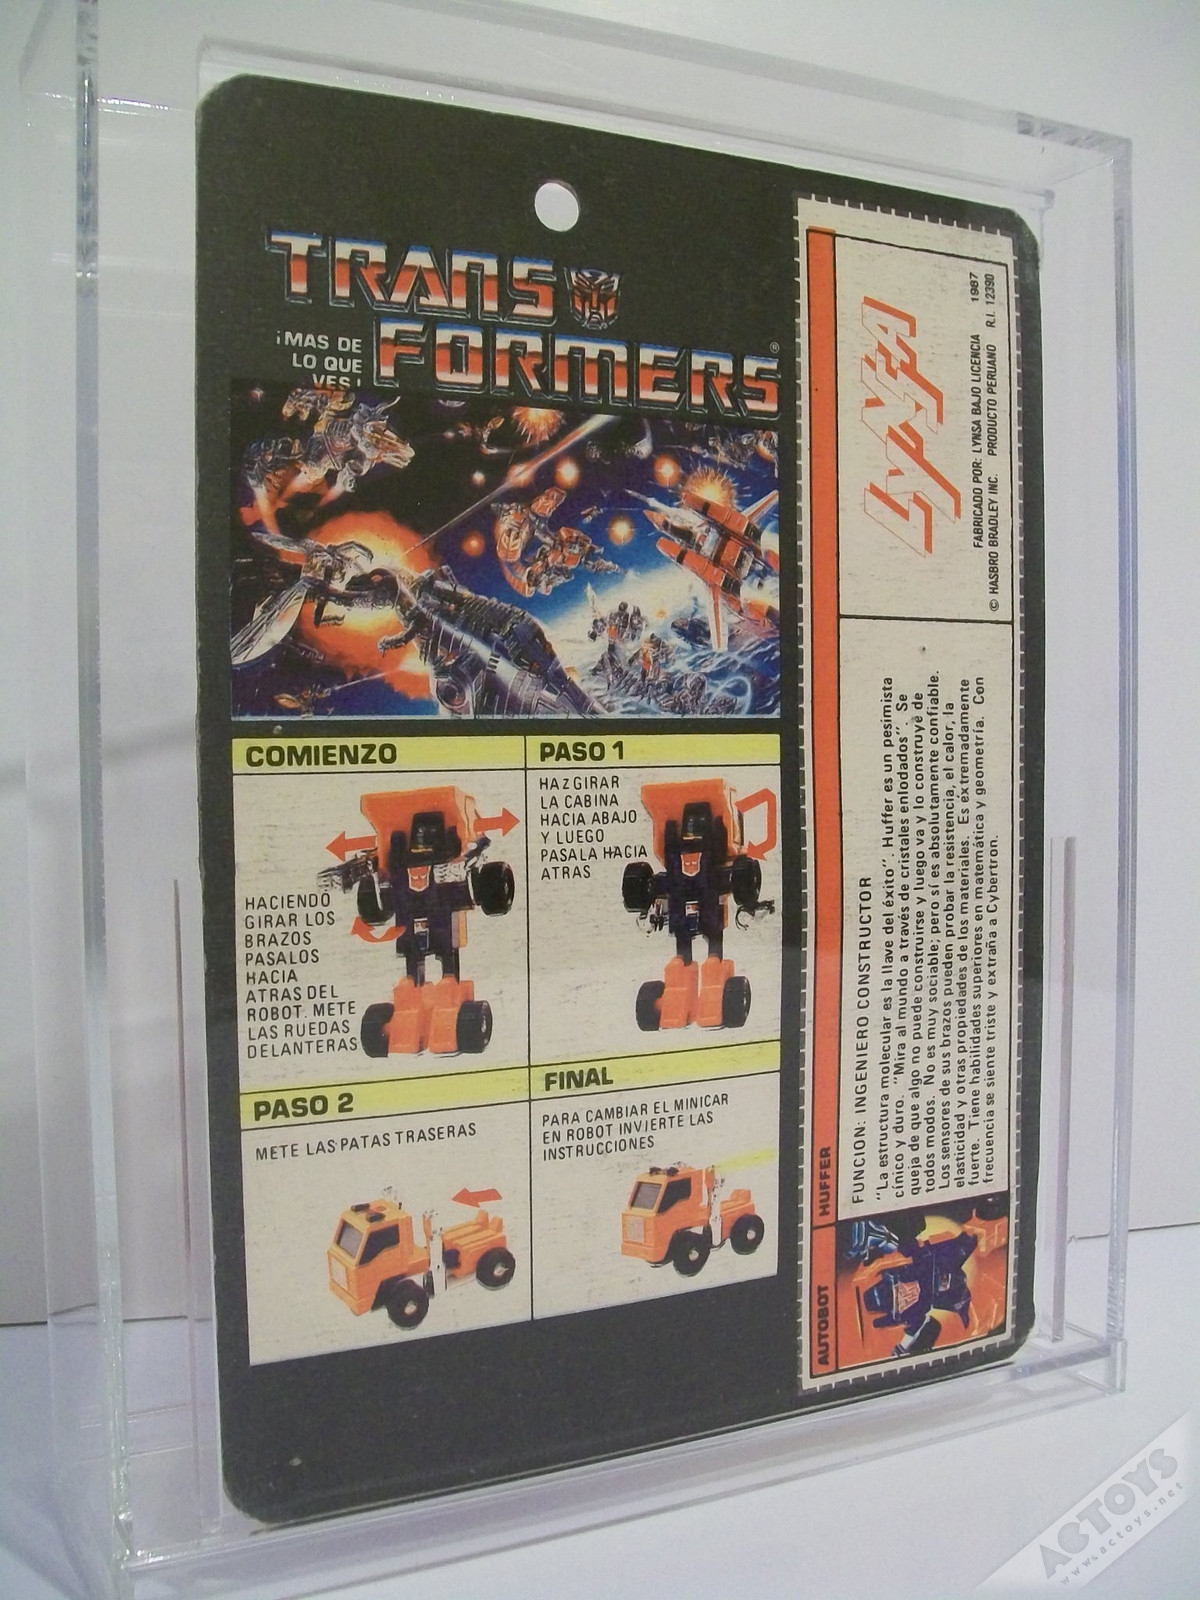 TRANS
FORMERS®
¡MAS DE
LO QUE
VES!
COMIENZO
HACIENDO
GIRAR LOS
BRAZOS
PASALOS
HACIA
ATRAS DEL
ROBOT. METE
LAS RUEDAS
DELANTERAS
PASO 1
HAZ GIRAR
LA CABINA
HACIA ABAJO
Y LUEGO
PASALA HACIA
ATRAS
PASO 2
METE LAS PATAS TRASERAS
FINAL
PARA CAMBIAR EL MINICAR
EN ROBOT INVIERTE LAS
INSTRUCCIONES
AUTOBOT
HUFFER
FUNCION: INGENIERO CONSTRUCTOR
"La estructura molecular es la llave del éxito". Huffer es un pesimista
cínico y duro. "Mira al mundo a través de cristales enlodados". Se
queja de que algo no puede construirse y luego va y lo construye de
todos modos. No es muy sociable; pero sí es absolutamente confiable.
Los sensores de sus brazos pueden probar la resistencia, el calor, la
elasticidad y otras propiedades de los materiales. Es extremadamente
fuerte. Tiene habilidades superiores en matemática y geometría. Con
frecuencia se siente triste y extraña a Cybertron.
LyNSA
FABRICADO POR: LYNSA BAJO LICENCIA 1987
© HASBRO BRADLEY INC. PRODUCTO PERUANO R.I. 12390
ACTOYS
www.actoys.net